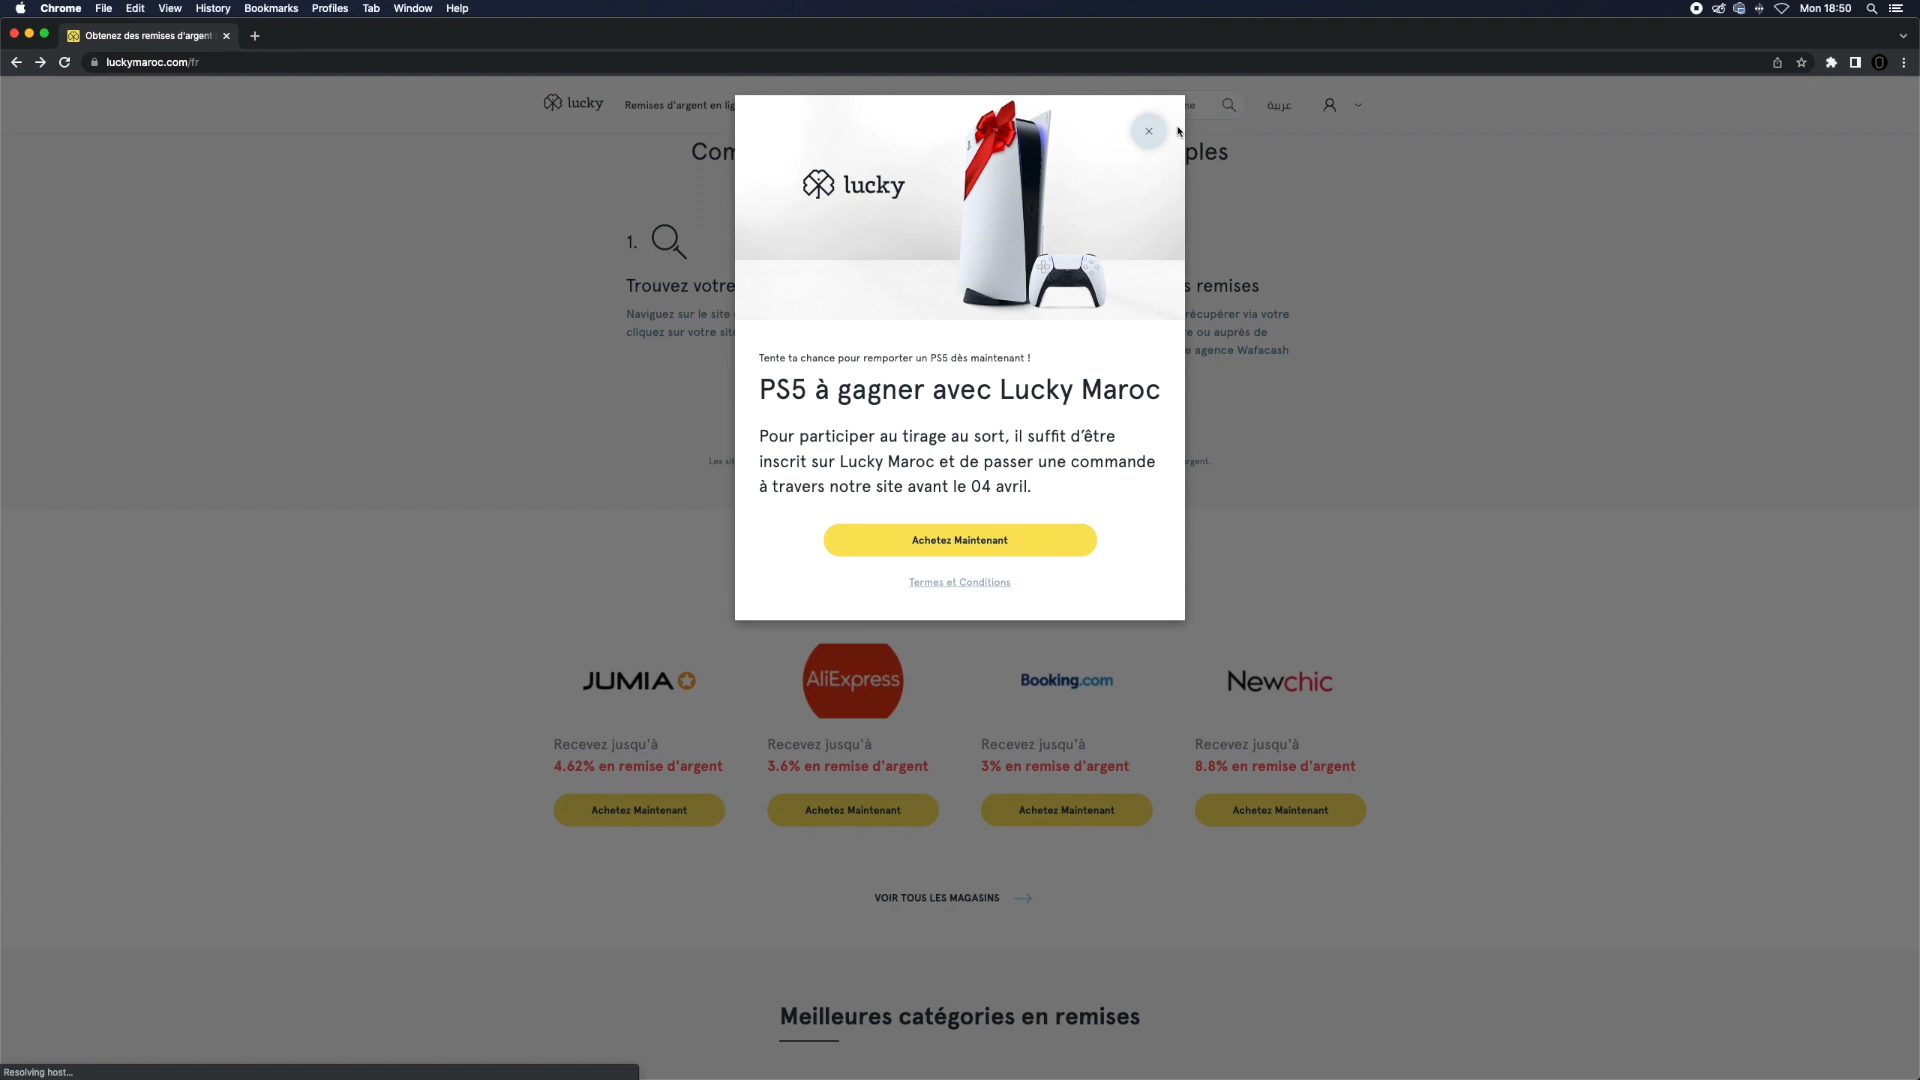 Chrome File Edit View History Bookmarks Profiles Tab Window Help
Mon 18:50
Obtenez des remises d'argent
luckymaroc.com/fr
lucky
Remises d'argent en
عربية
lucky
1.
Trouvez votre
s remises
Naviguez sur le site
récupérer via votre
cliquez sur votre
ou auprès de
agence Wafacash
Tente ta chance pour remporter un PS5 dès maintenant !
PS5 à gagner avec Lucky Maroc
Pour participer au tirage au sort, il suffit d'être
inscrit sur Lucky Maroc et de passer une commande
à travers notre site avant le 04 avril.
Achetez Maintenant
Termes et Conditions
JUMIA
AliExpress
Booking.com
Newchic
Recevez jusqu'à
4.62% en remise d'argent
Recevez jusqu'à
3.6% en remise d'argent
Recevez jusqu'à
3% en remise d'argent
Recevez jusqu'à
8.8% en remise d'argent
Achetez Maintenant
Achetez Maintenant
Achetez Maintenant
Achetez Maintenant
VOIR TOUS LES MAGASINS
Meilleures catégories en remises
Resolving host...